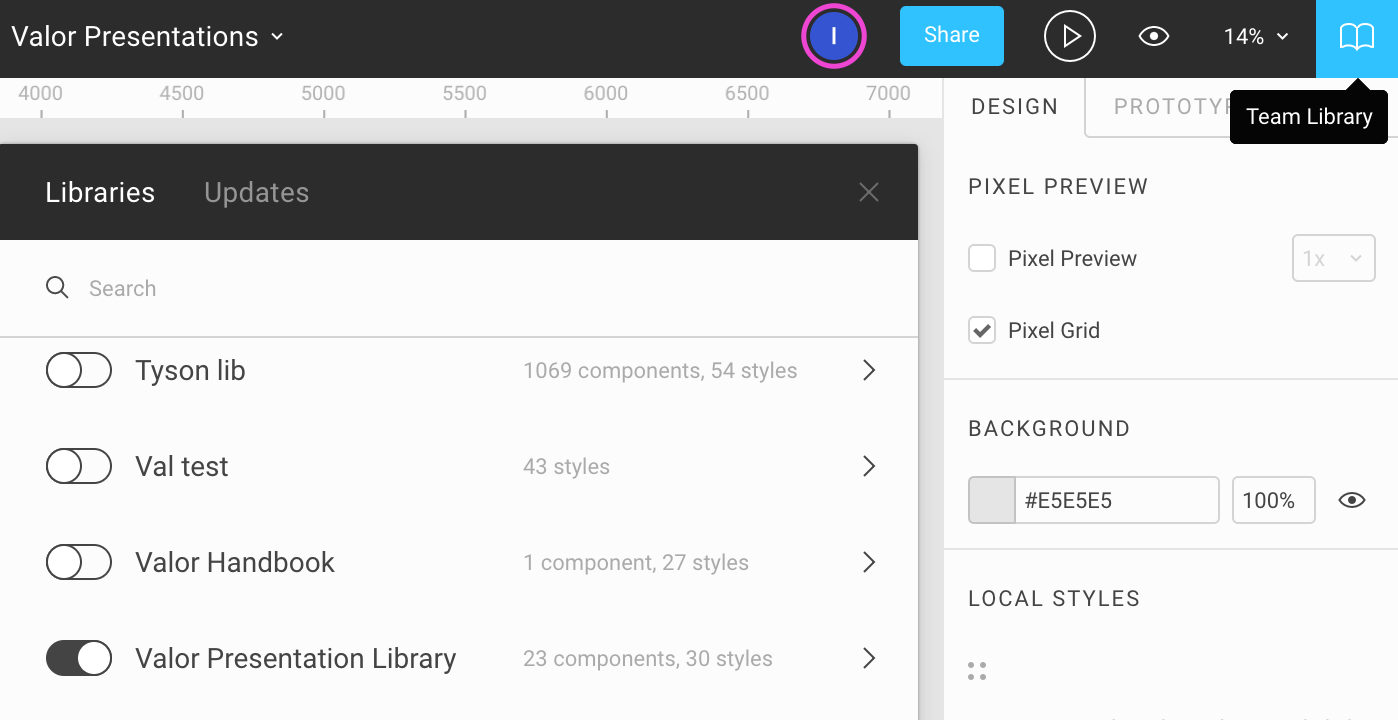 Valor Presentations
I
Share
14%
4000 4500 5000 5500 6000 6500 7000
DESIGN
Team Library
Libraries Updates
Search
Tyson lib 1069 components, 54 styles
Val test 43 styles
Valor Handbook 1 component, 27 styles
Valor Presentation Library 23 components, 30 styles
PIXEL PREVIEW
Pixel Preview 1x
Pixel Grid
BACKGROUND
#E5E5E5 100%
LOCAL STYLES